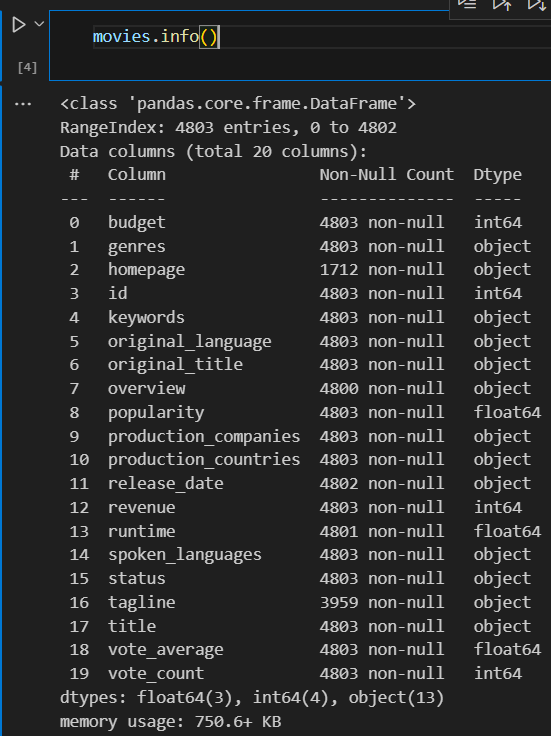 movies.info()
[4]
...
<class 'pandas.core.frame.DataFrame'>
RangeIndex: 4803 entries, 0 to 4802
Data columns (total 20 columns):
 #   Column                Non-Null Count  Dtype
---  ------                --------------  -----
 0   budget                4803 non-null   int64
 1   genres                4803 non-null   object
 2   homepage              1712 non-null   object
 3   id                    4803 non-null   int64
 4   keywords              4803 non-null   object
 5   original_language     4803 non-null   object
 6   original_title        4803 non-null   object
 7   overview              4800 non-null   object
 8   popularity            4803 non-null   float64
 9   production_companies  4803 non-null   object
 10  production_countries  4803 non-null   object
 11  release_date          4802 non-null   object
 12  revenue               4803 non-null   int64
 13  runtime               4801 non-null   float64
 14  spoken_languages      4803 non-null   object
 15  status                4803 non-null   object
 16  tagline               3959 non-null   object
 17  title                 4803 non-null   object
 18  vote_average          4803 non-null   float64
 19  vote_count            4803 non-null   int64
dtypes: float64(3), int64(4), object(13)
memory usage: 750.6+ KB